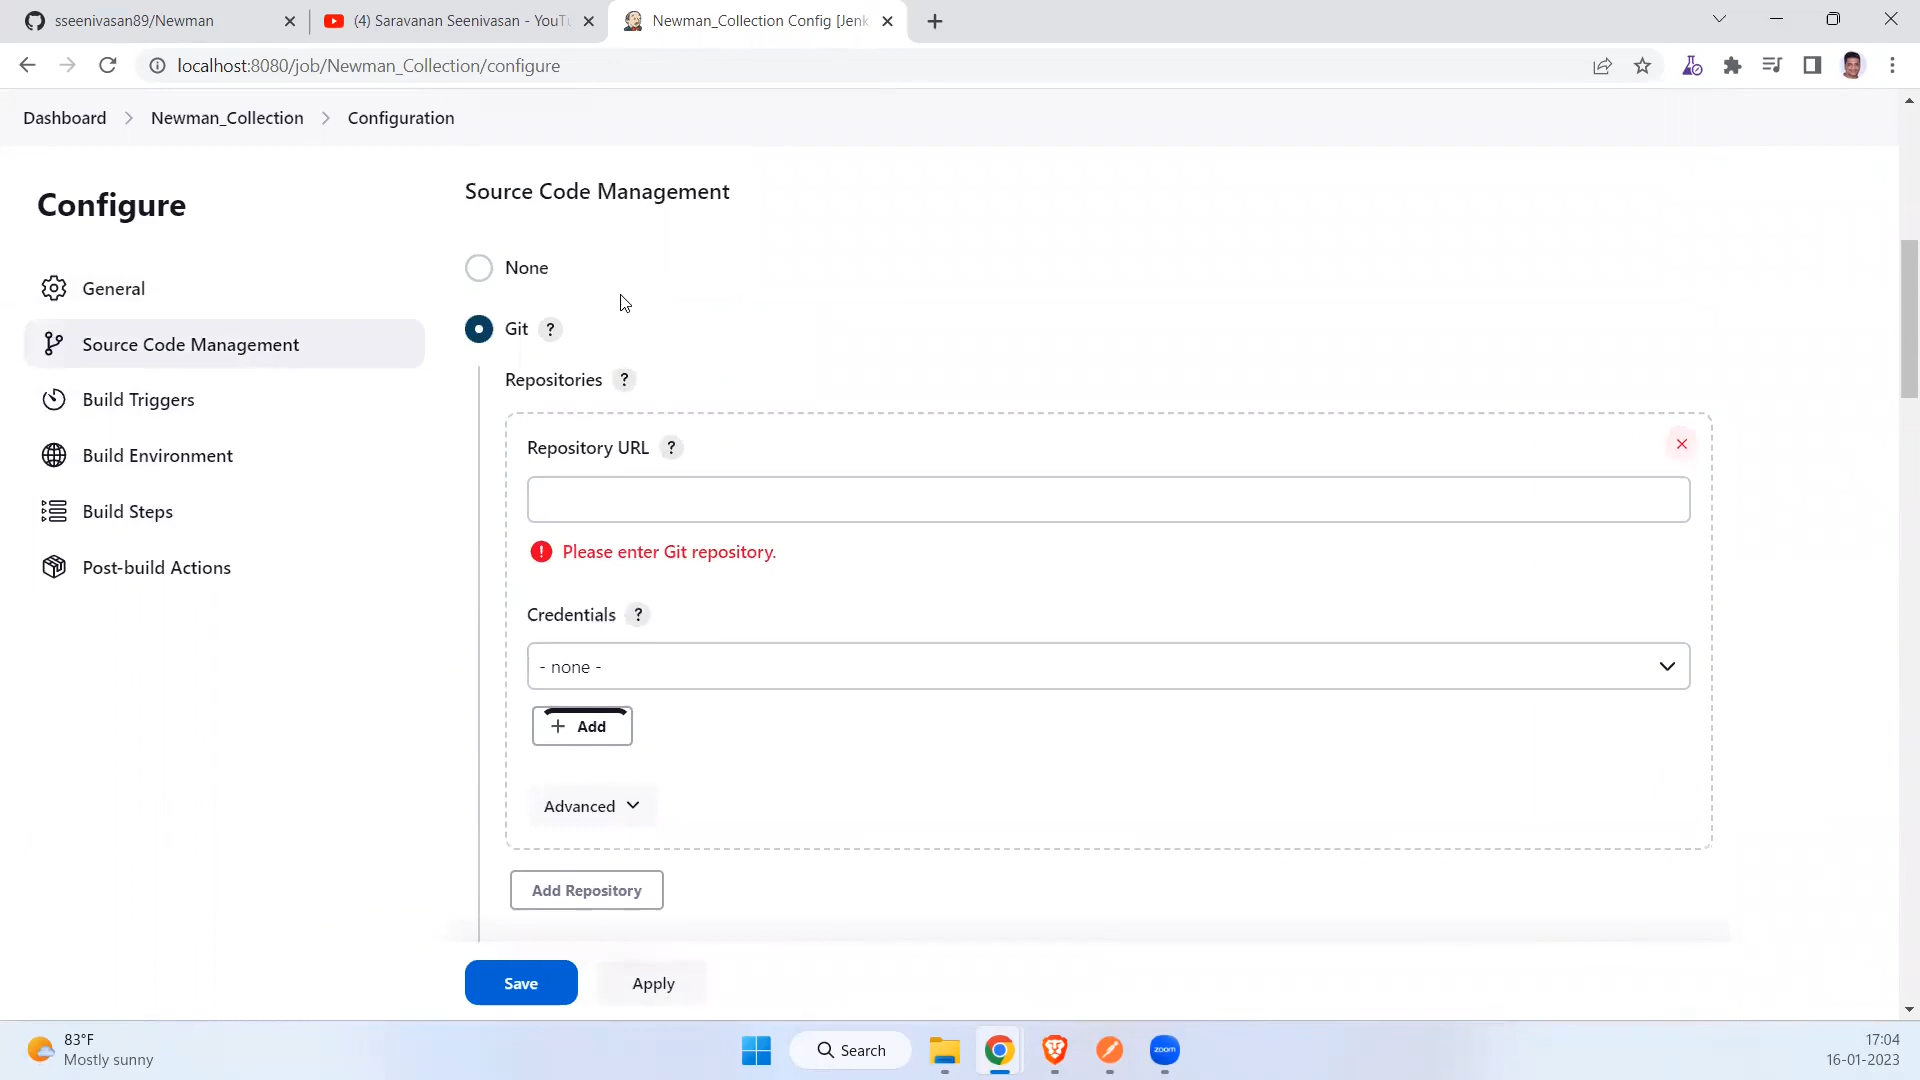 sseenivasan89/Newman
(4) Saravanan Seenivasan - YouTu
Newman_Collection Config [Jenk
localhost:8080/job/Newman_Collection/configure
Dashboard
Newman_Collection
Configuration
Configure
General
Source Code Management
Build Triggers
Build Environment
Build Steps
Post-build Actions
Source Code Management
None
Git ?
Repositories ?
Repository URL ?
Please enter Git repository.
Credentials ?
- none -
+ Add
Advanced
Add Repository
Save
Apply
83°F
Mostly sunny
Search
zoom
17:04
16-01-2023